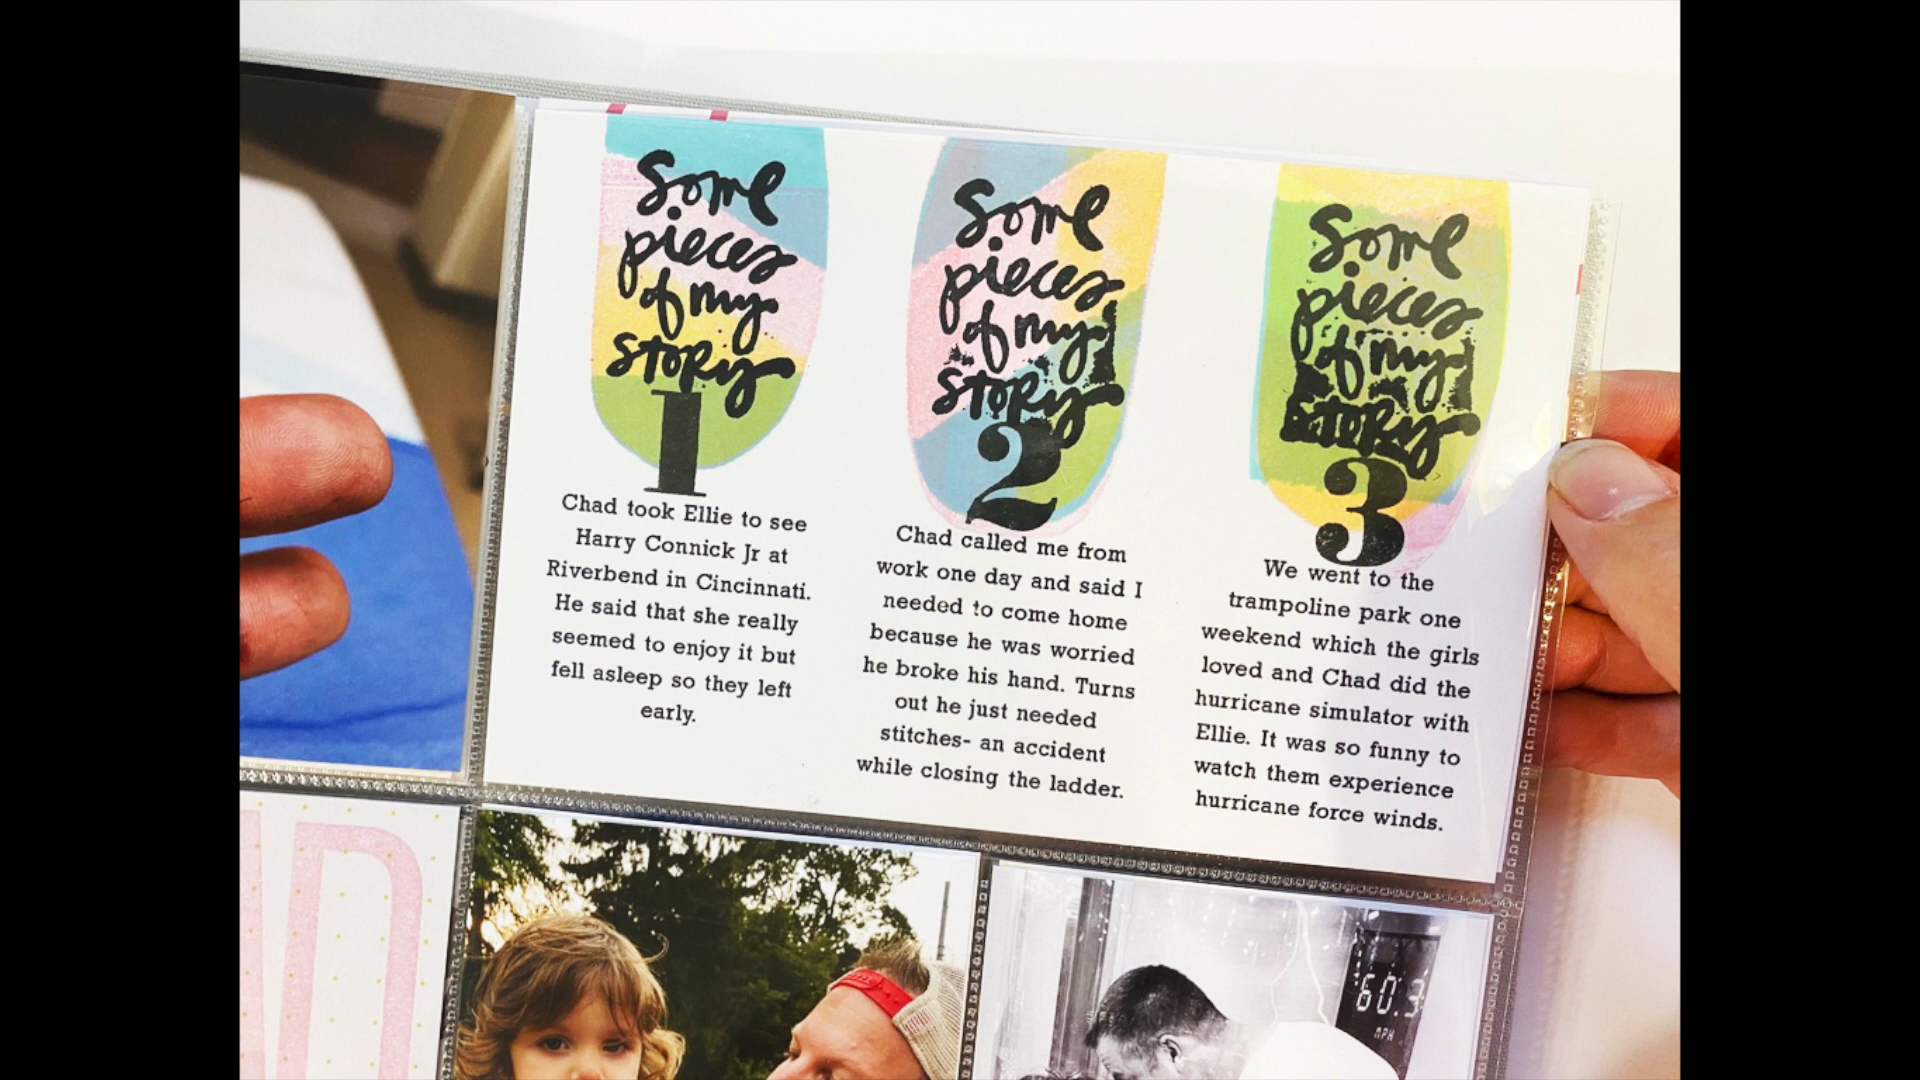 Some
pieces
of my
story
1
Chad took Ellie to see
Harry Connick Jr at
Riverbend in Cincinnati.
He said that she really
seemed to enjoy it but
fell asleep so they left
early.
Some
pieces
of my
story
2
Chad called me from
work one day and said I
needed to come home
because he was worried
he broke his hand. Turns
out he just needed
stitches- an accident
while closing the ladder.
Some
pieces
of my
story
3
We went to the
trampoline park one
weekend which the girls
loved and Chad did the
hurricane simulator with
Ellie. It was so funny to
watch them experience
hurricane force winds.
60.3
MPH